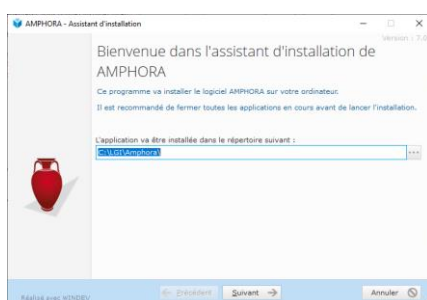 AMPHORA - Assistant d'installation
Version : 7.0
Bienvenue dans l'assistant d'installation de
AMPHORA
Ce programme va installer le logiciel AMPHORA sur votre ordinateur.
Il est recommandé de fermer toutes les applications en cours avant de lancer l'installation.
L'application va être installée dans le répertoire suivant :
C:\LGI\Amphora\
...
Réalisé avec WINDEV
<- Précédent
Suivant ->
Annuler